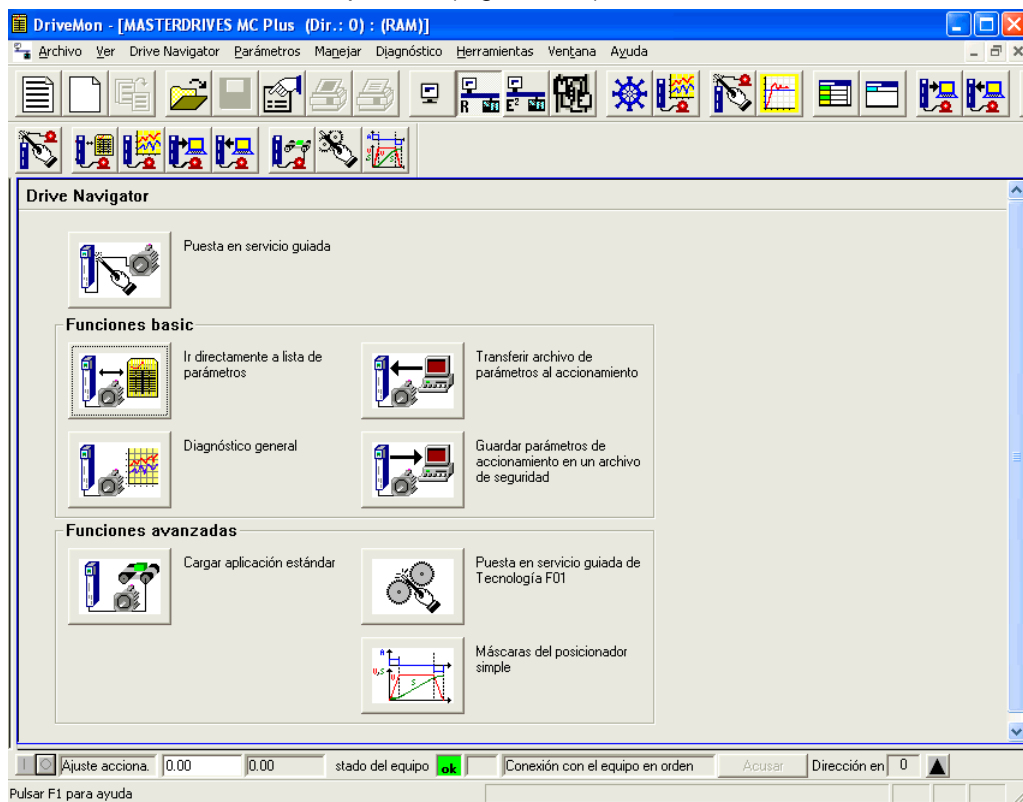 DriveMon - [MASTERDRIVES MC Plus (Dir.: 0) : (RAM)]
Archivo Ver Drive Navigator Parámetros Manejar Diagnóstico Herramientas Ventana Ayuda
R E²
Drive Navigator
Puesta en servicio guiada
Funciones basic
Ir directamente a lista de
parámetros
Transferir archivo de
parámetros al accionamiento
Diagnóstico general
Guardar parámetros de
accionamiento en un archivo
de seguridad
Funciones avanzadas
Cargar aplicación estándar
Puesta en servicio guiada de
Tecnología F01
Máscaras del posicionador
simple
Ajuste acciona. 0.00 0.00 stado del equipo ok Conexión con el equipo en orden Acusar Dirección en 0
Pulsar F1 para ayuda